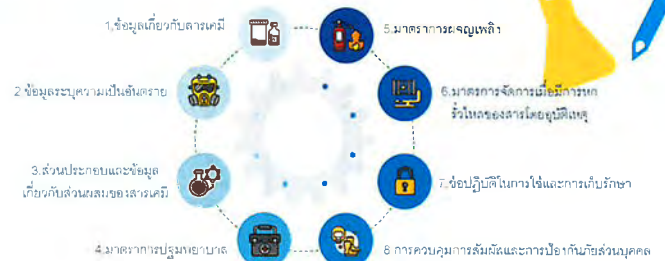 1,ข้อมูลเกี่ยวกับสารเคมี
2.ข้อมูลระบุความเป็นอันตราย
3.ส่วนประกอบและข้อมูล
เกี่ยวกับส่วนผสมของสารเคมี
4.มาตราการปฐมพยาบาล
5.มาตราการผจญเพลิง
6.มาตรการจัดการเมื่อมีการหก
รั่วไหลของสารโดยอุบัติเหตุ
7.ข้อปฏิบัติในการใช้และการเก็บรักษา
8 การควบคุมการสัมผัสและการป้องกันภัยส่วนบุคคล